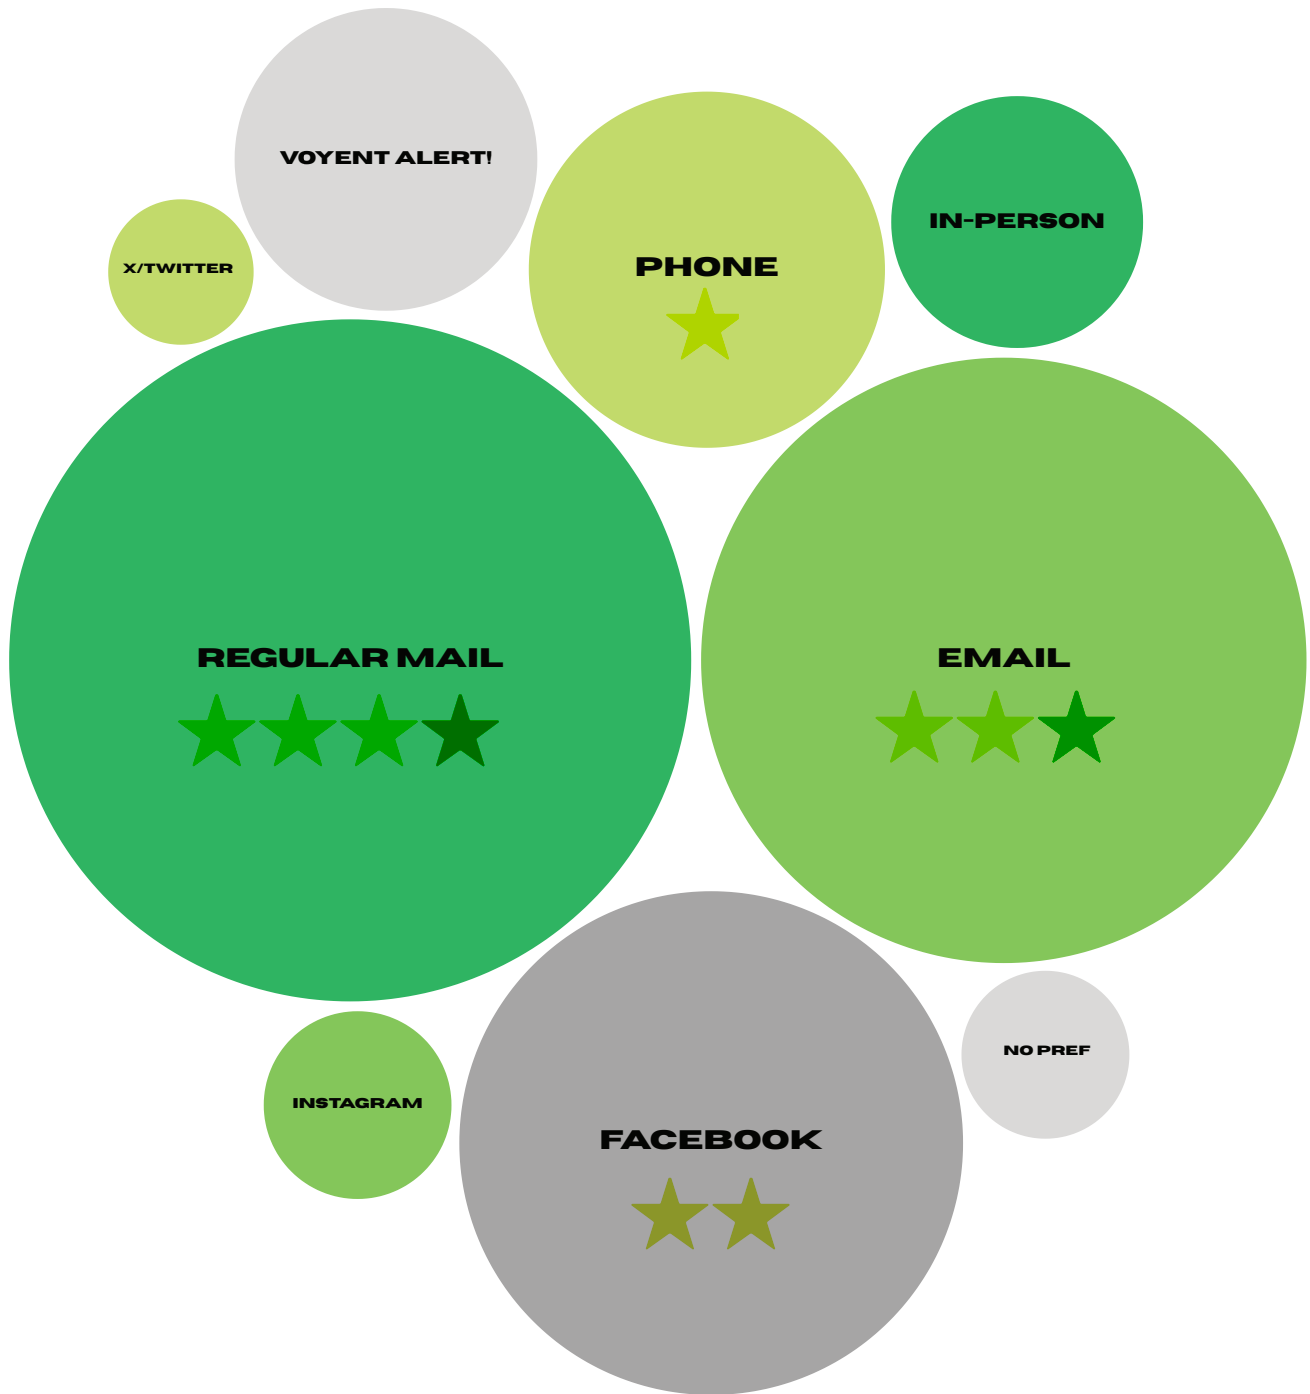 VOYENT ALERT!
IN-PERSON
PHONE
X/TWITTER
REGULAR MAIL
EMAIL
NO PREF
INSTAGRAM
FACEBOOK